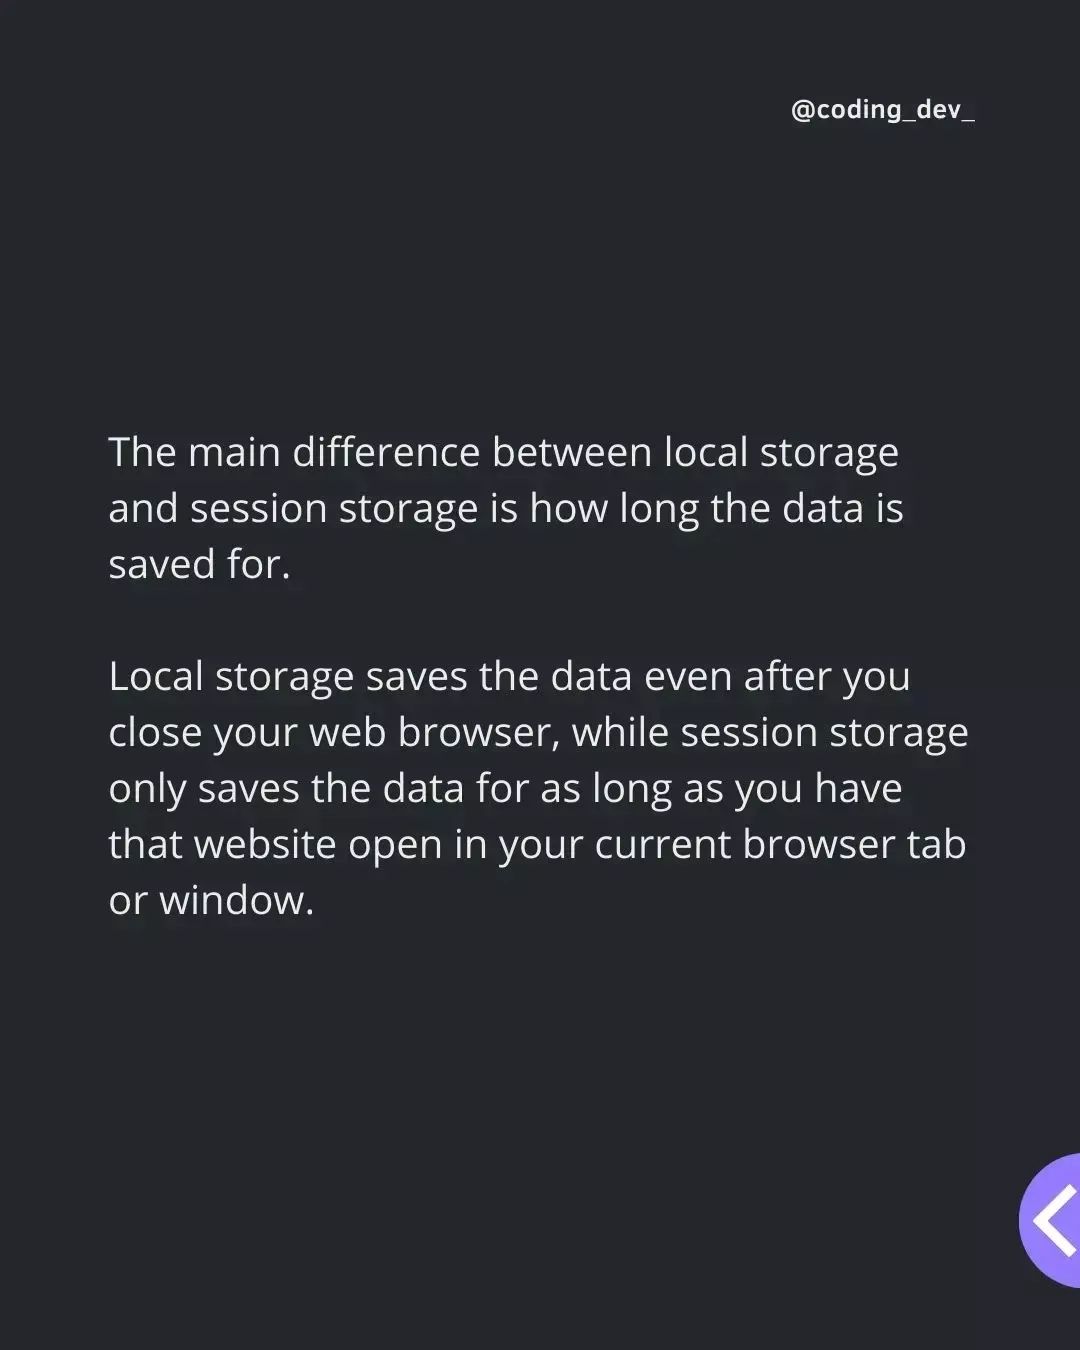 @coding_dev_
The main difference between local storage
and session storage is how long the data is
saved for.
Local storage saves the data even after you
close your web browser, while session storage
only saves the data for as long as you have
that website open in your current browser tab
or window.